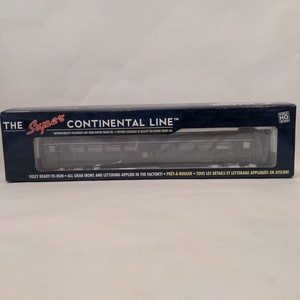 THE Super CONTINENTAL LINE™
HO
FULLY READY-TO-RUN • ALL GRAB IRONS AND LETTERING APPLIED IN THE FACTORY! • PRÊT-À-ROULER • TOUS LES DÉTAILS ET LETTERAGE APPLIQUÉS EN ATELIER!